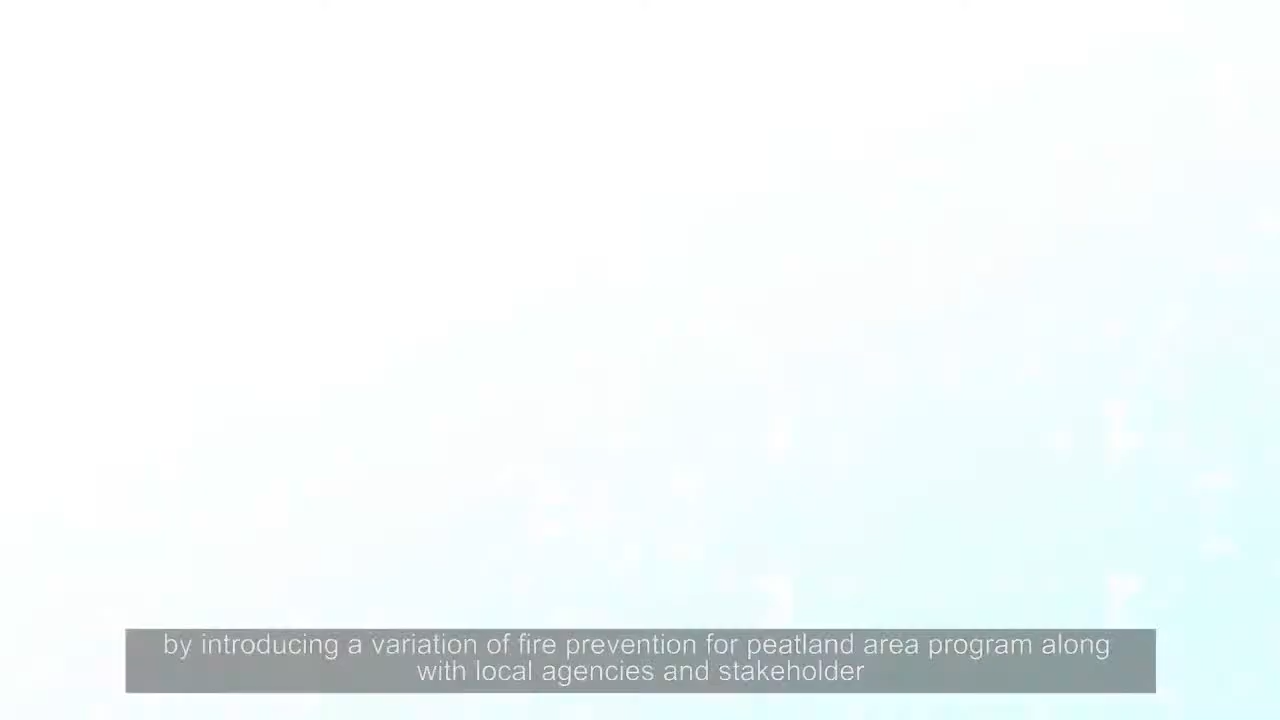 by introducing a variation of fire prevention for peatland area program along
with local agencies and stakeholder